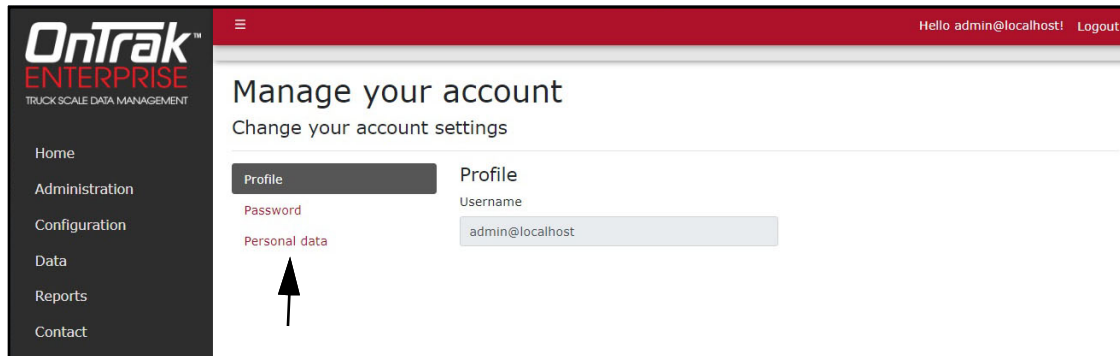 OnTrak™
ENTERPRISE
TRUCK SCALE DATA MANAGEMENT
Home
Administration
Configuration
Data
Reports
Contact
☰
Hello admin@localhost! Logout
Manage your account
Change your account settings
Profile
Password
Personal data
Profile
Username
admin@localhost